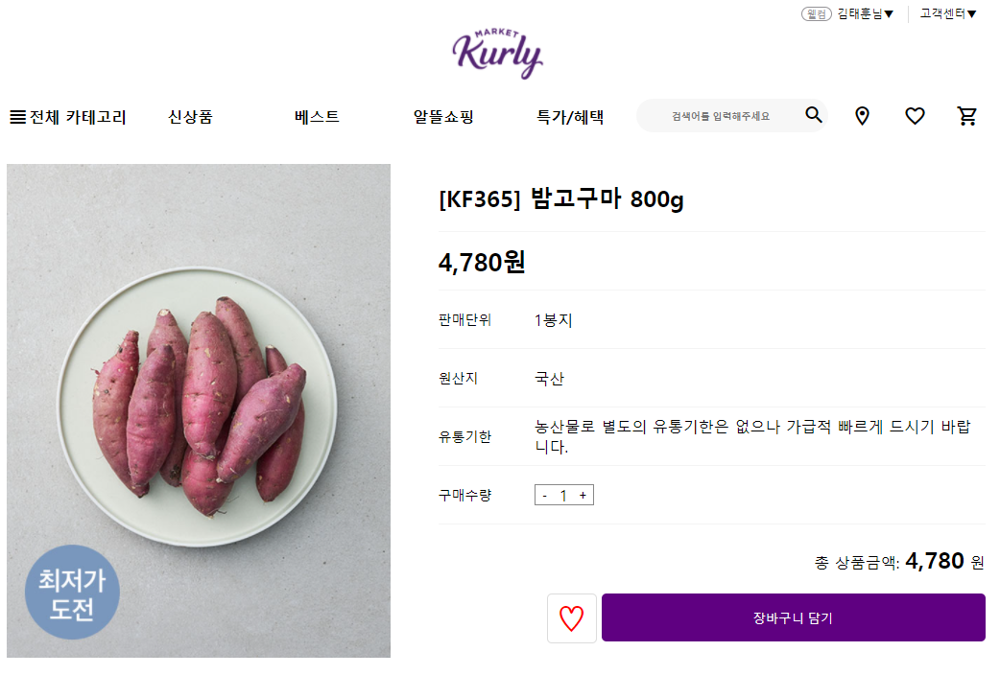 웰컴 김태훈님▼ 고객센터▼
MARKET
Kurly
전체 카테고리 신상품 베스트 알뜰쇼핑 특가/혜택 검색어를 입력해주세요
[KF365] 밤고구마 800g
4,780원
판매단위 1봉지
원산지 국산
유통기한 농산물로 별도의 유통기한은 없으나 가급적 빠르게 드시기 바랍
니다.
구매수량 - 1 +
최저가
도전
총 상품금액: 4,780 원
장바구니 담기